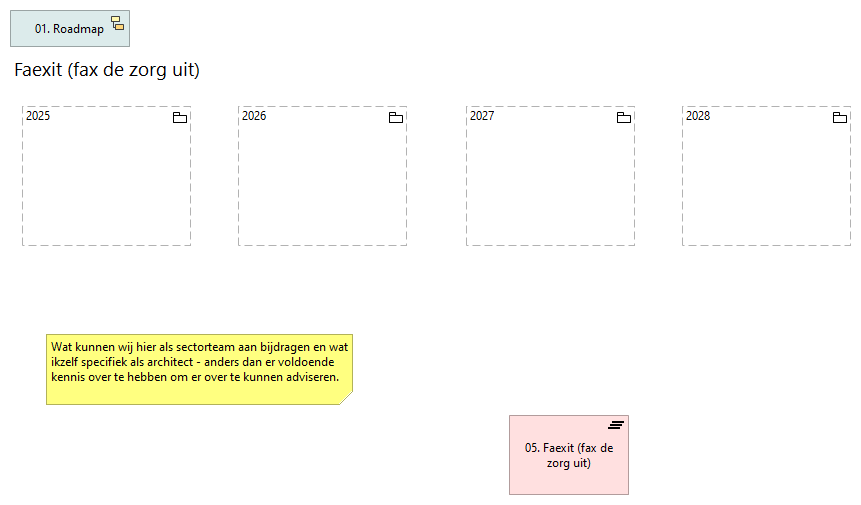 01. Roadmap
Faexit (fax de zorg uit)
2025
2026
2027
2028
Wat kunnen wij hier als sectorteam aan bijdragen en wat
ikzelf specifiek als architect - anders dan er voldoende
kennis over te hebben om er over te kunnen adviseren.
05. Faexit (fax de
zorg uit)